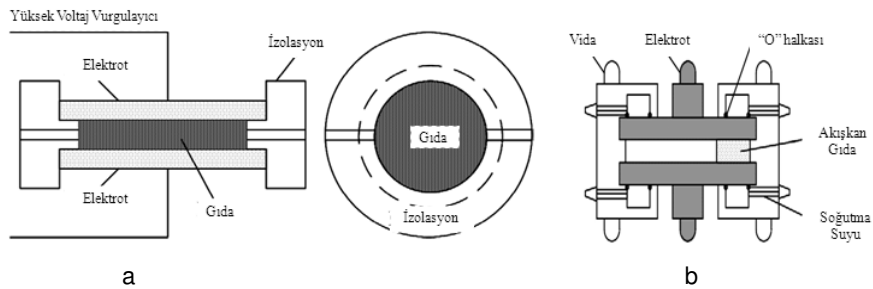 Yüksek Voltaj Vurgulayıcı
Elektrot
İzolasyon
Elektrot
Gıda
Gıda
İzolasyon
a
Vida
Elektrot
“O” halkası
Akışkan
Gıda
Soğutma
Suyu
b